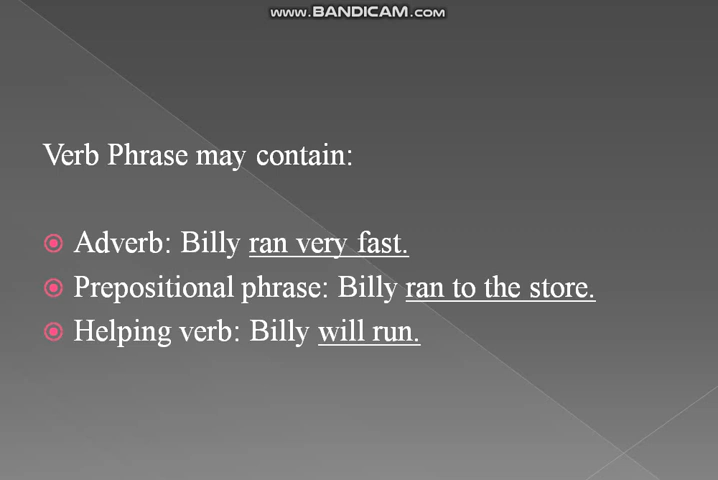 www.BANDICAM.com
Verb Phrase may contain:
Adverb: Billy ran very fast.
Prepositional phrase: Billy ran to the store.
Helping verb: Billy will run.